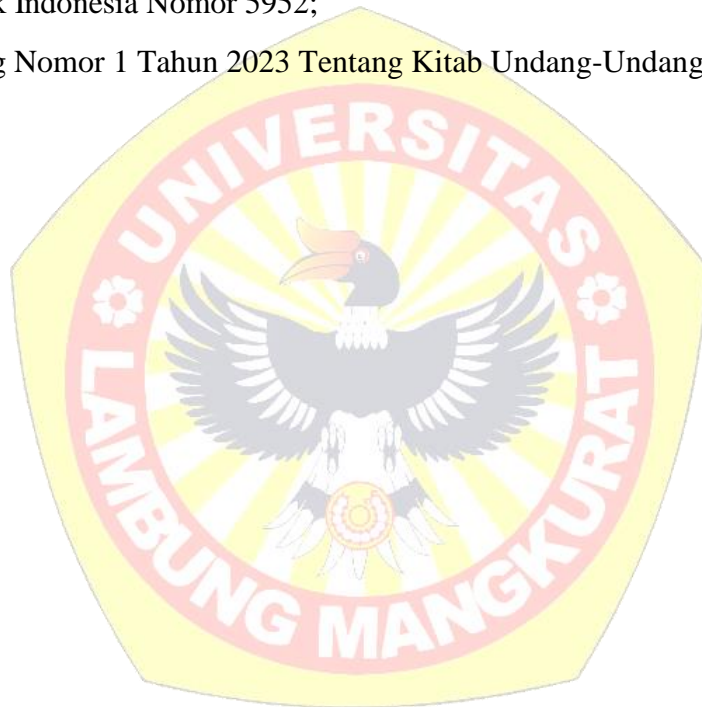 k Indonesia Nomor 5952;
g Nomor 1 Tahun 2023 Tentang Kitab Undang-Undang
UNIVERSITAS
LAMBUNG MANGKURAT